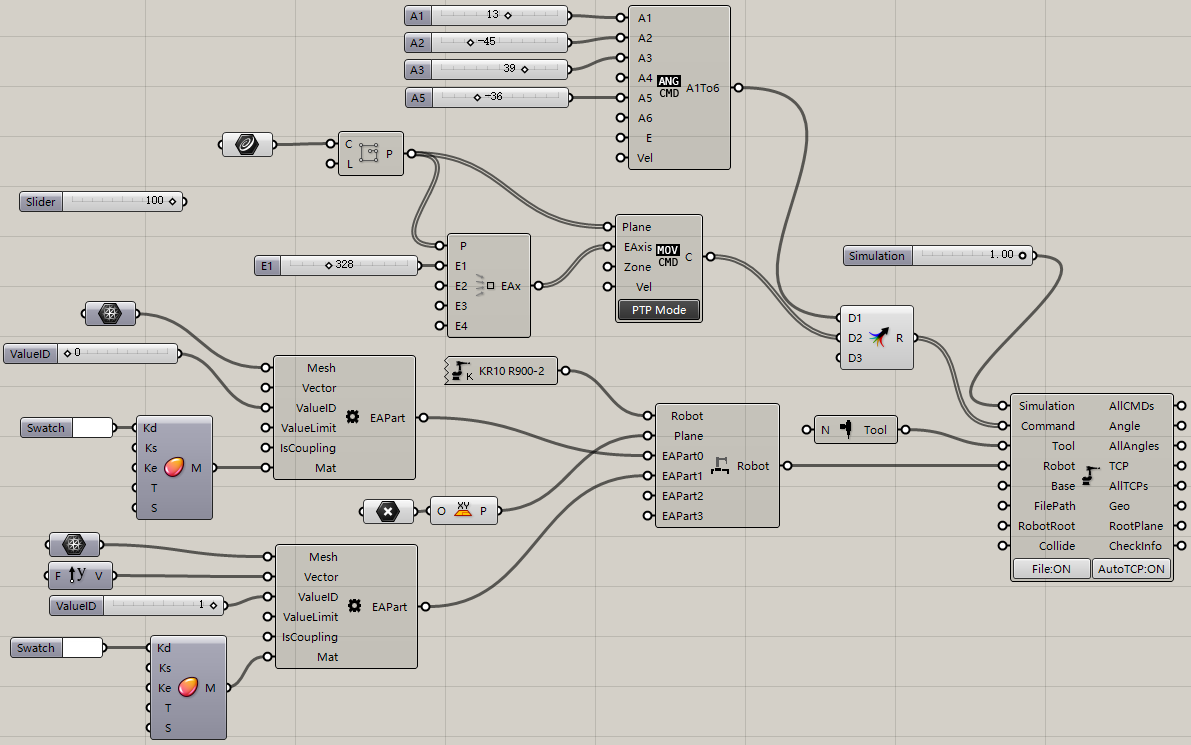 A1 13
A2 -45
A3 39
A5 -36
A1
A2
A3
A4
A5
A6
E
Vel
ANG
CMD
A1To6
C
L
P
Slider 100
E1 328
P
E1
E2
E3
E4
EAx
Plane
EAxis
Zone
Vel
MOV
CMD
C
PTP Mode
Simulation 1.00
D1
D2
D3
R
ValueID 0
Mesh
Vector
ValueID
ValueLimit
IsCoupling
Mat
EAPart
Swatch
Kd
Ks
Ke
T
S
M
K
KR10 R900-2
Robot
Plane
EAPart0
EAPart1
EAPart2
EAPart3
Robot
N Tool
O XY P
Simulation AllCMDs
Command Angle
Tool AllAngles
Robot TCP
Base AllTCPs
FilePath Geo
RobotRoot RootPlane
Collide CheckInfo
File:ON AutoTCP:ON
F y V
ValueID 1
Mesh
Vector
ValueID
ValueLimit
IsCoupling
Mat
EAPart
Swatch
Kd
Ks
Ke
T
S
M